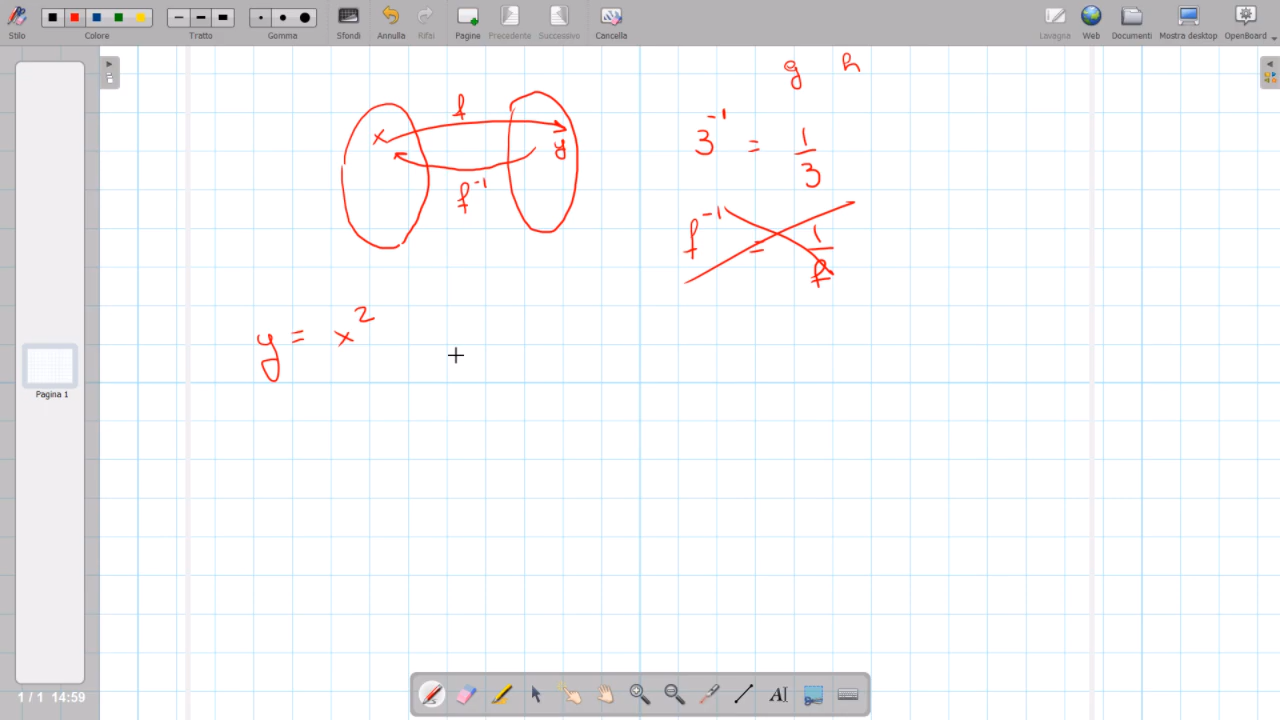 Stilo Colore Tratto Gomma Sfondi Annulla Rifai Pagine Precedente Successivo Cancella Lavagna Web Documenti Mostra desktop OpenBoard
g h
f
x
y
f⁻¹
3⁻¹ = 1/3
f⁻¹ = 1/f
y = x²
Pagina 1
1 / 1 14:59
AI